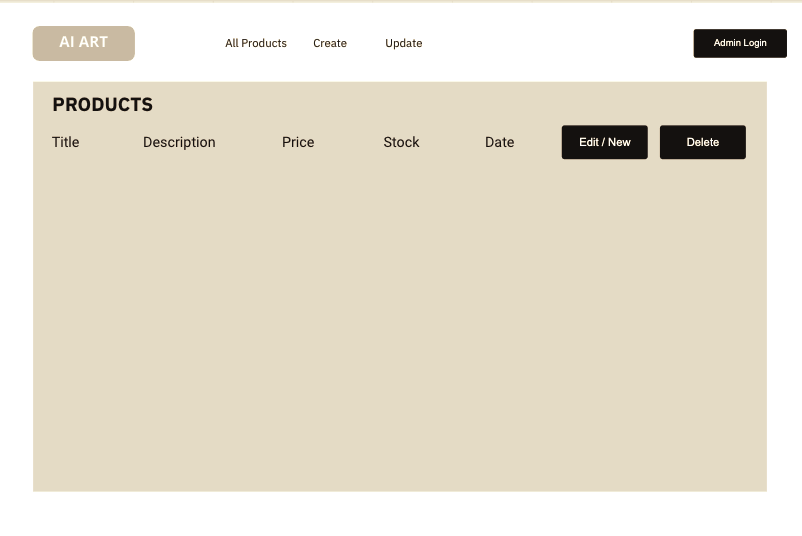 AI ART
All Products Create Update
Admin Login
PRODUCTS
Title Description Price Stock Date Edit / New Delete